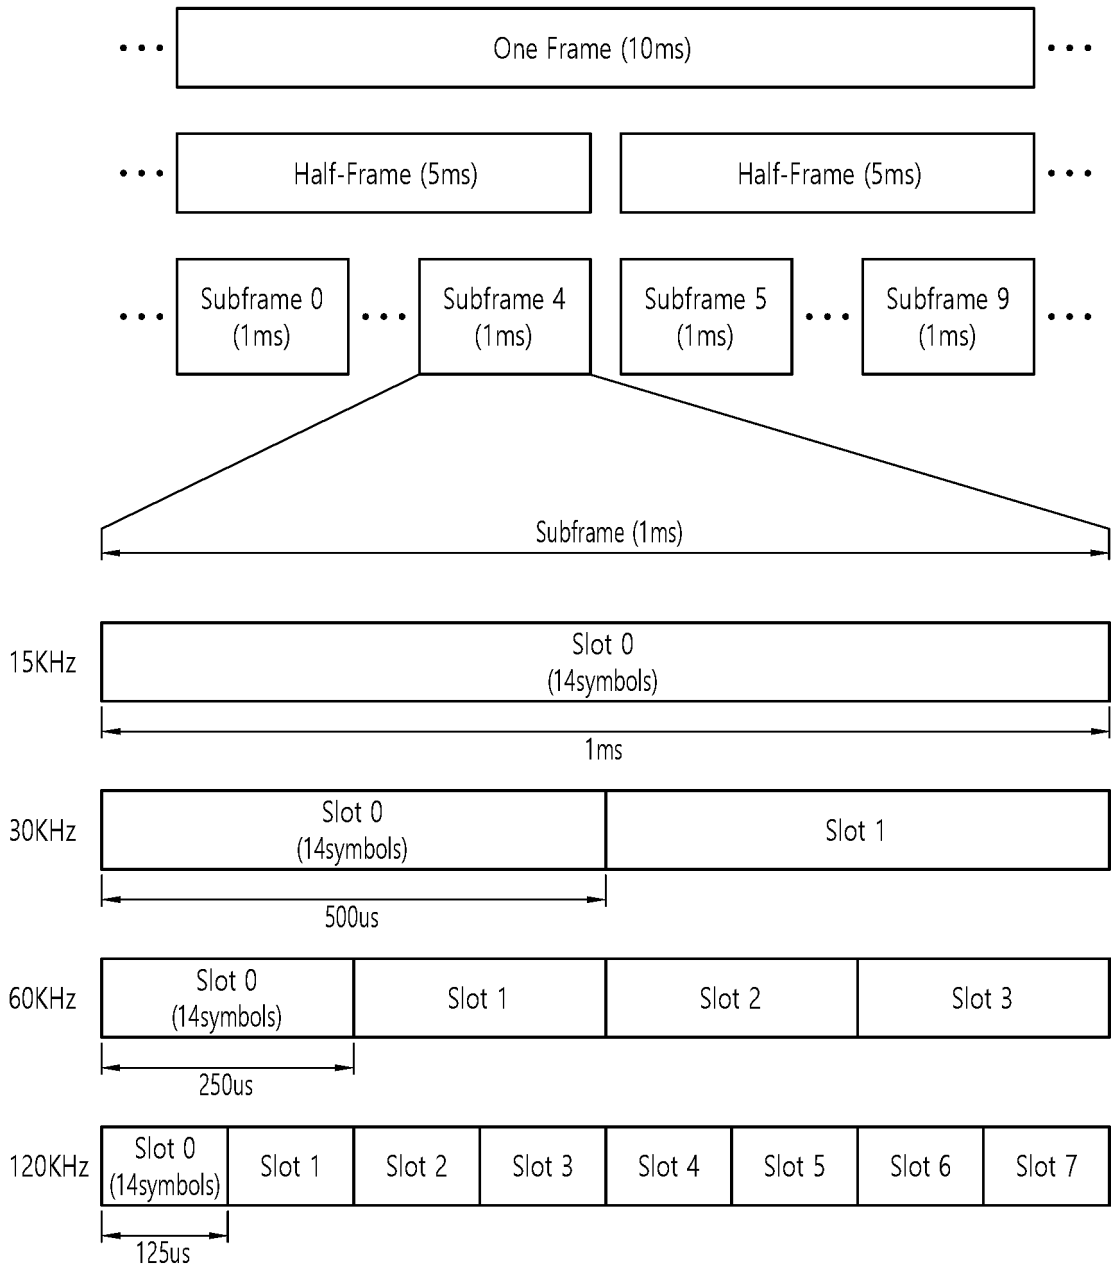 One Frame (10ms)
Half-Frame (5ms)
Half-Frame (5ms)
Subframe 0
(1ms)
Subframe 4
(1ms)
Subframe 5
(1ms)
Subframe 9
(1ms)
Subframe (1ms)
15KHz
Slot 0
(14symbols)
1ms
30KHz
Slot 0
(14symbols)
Slot 1
500us
60KHz
Slot 0
(14symbols)
Slot 1
Slot 2
Slot 3
250us
120KHz
Slot 0
(14symbols)
Slot 1
Slot 2
Slot 3
Slot 4
Slot 5
Slot 6
Slot 7
125us